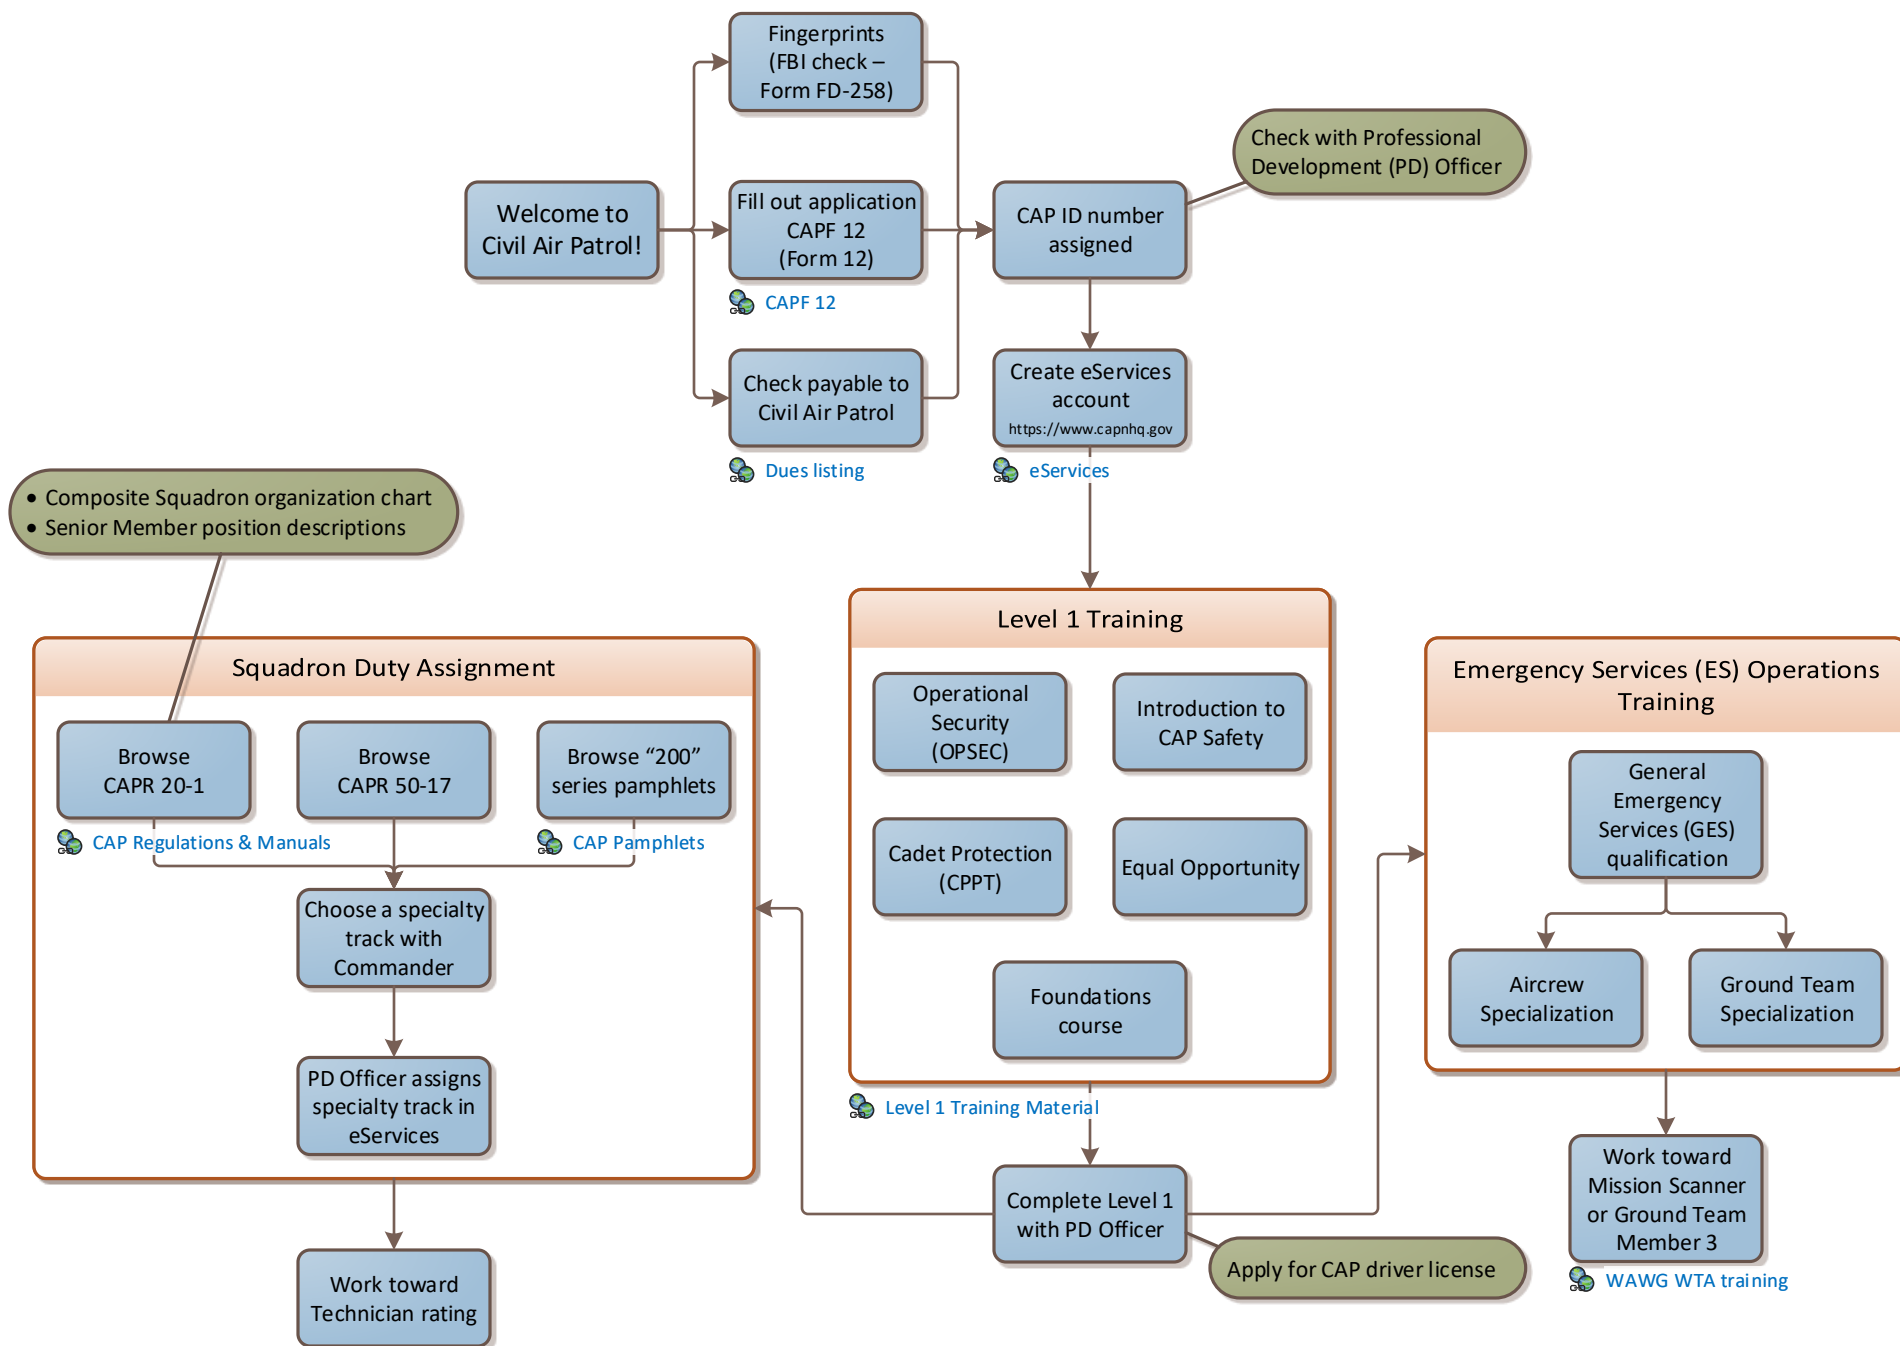 Fingerprints
(FBI check –
Form FD-258)
Check with Professional
Development (PD) Officer
Welcome to
Civil Air Patrol!
Fill out application
CAPF 12
(Form 12)
CAP ID number
assigned
CAPF 12
Check payable to
Civil Air Patrol
Create eServices
account
https://www.capnhq.gov
Dues listing
eServices
• Composite Squadron organization chart
• Senior Member position descriptions
Squadron Duty Assignment
Browse
CAPR 20-1
Browse
CAPR 50-17
Browse “200”
series pamphlets
CAP Regulations & Manuals
CAP Pamphlets
Choose a specialty
track with
Commander
PD Officer assigns
specialty track in
eServices
Work toward
Technician rating
Level 1 Training
Operational
Security
(OPSEC)
Introduction to
CAP Safety
Cadet Protection
(CPPT)
Equal Opportunity
Foundations
course
Level 1 Training Material
Complete Level 1
with PD Officer
Apply for CAP driver license
Emergency Services (ES) Operations
Training
General
Emergency
Services (GES)
qualification
Aircrew
Specialization
Ground Team
Specialization
Work toward
Mission Scanner
or Ground Team
Member 3
WAWG WTA training